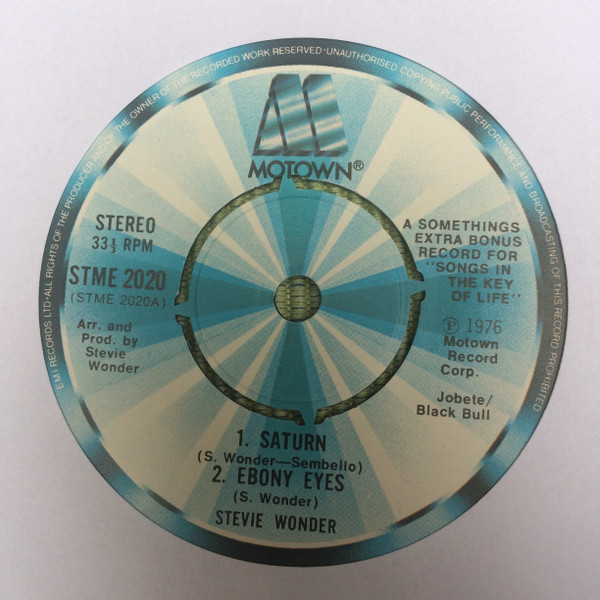 EMI RECORDS LTD·ALL RIGHTS OF THE PRODUCER AND OF THE OWNER OF THE RECORDED WORK RESERVED·UNAUTHORISED COPYING PUBLIC PERFORMANCE AND BROADCASTING OF THIS RECORD PROHIBITED
MOTOWN®
STEREO
33⅓ RPM
STME 2020
(STME 2020A)
Arr. and
Prod. by
Stevie
Wonder
A SOMETHINGS
EXTRA BONUS
RECORD FOR
"SONGS IN
THE KEY
OF LIFE"
Ⓟ 1976
Motown
Record
Corp.
Jobete/
Black Bull
1. SATURN
(S. Wonder—Sembello)
2. EBONY EYES
(S. Wonder)
STEVIE WONDER